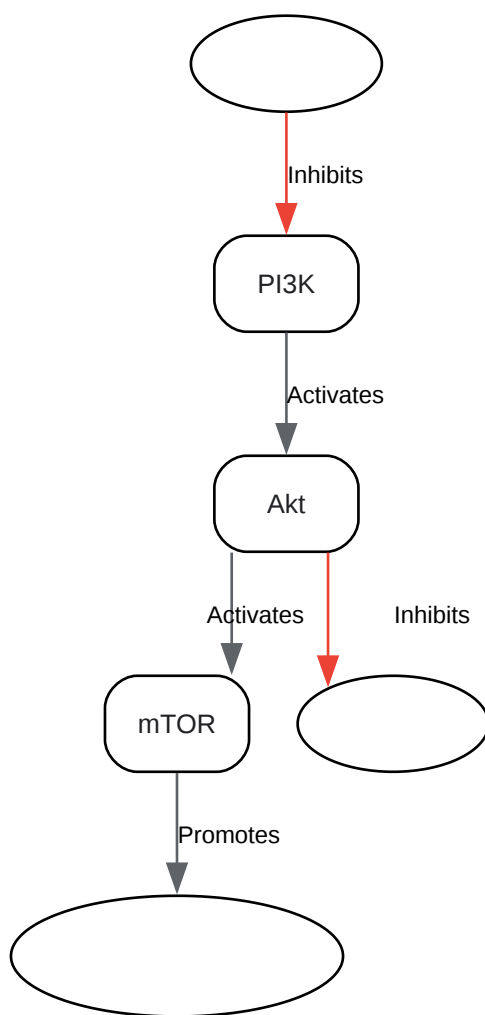 Inhibits
PI3K
Activates
Akt
Activates
Inhibits
mTOR
Promotes